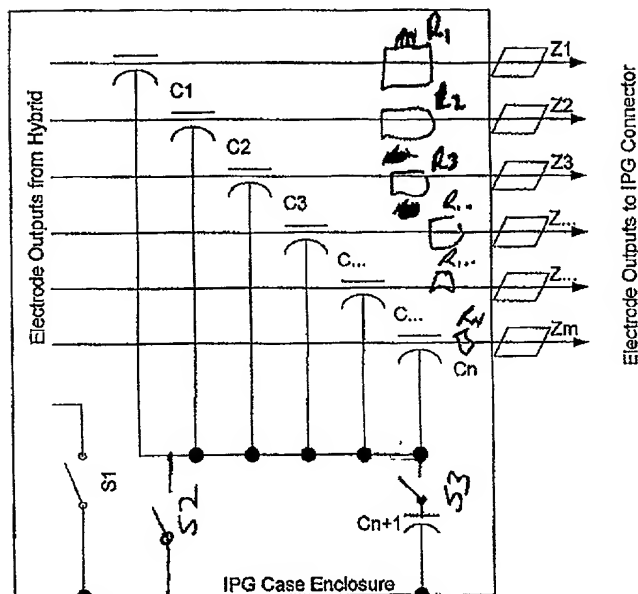 R1
Z1
C1
R2
Z2
C2
R3
Z3
C3
R...
Z...
C...
R...
Z...
C...
RN
Zm
Cn
Electrode Outputs from Hybrid
Electrode Outputs to IPG Connector
S1
S2
S3
Cn+1
IPG Case Enclosure